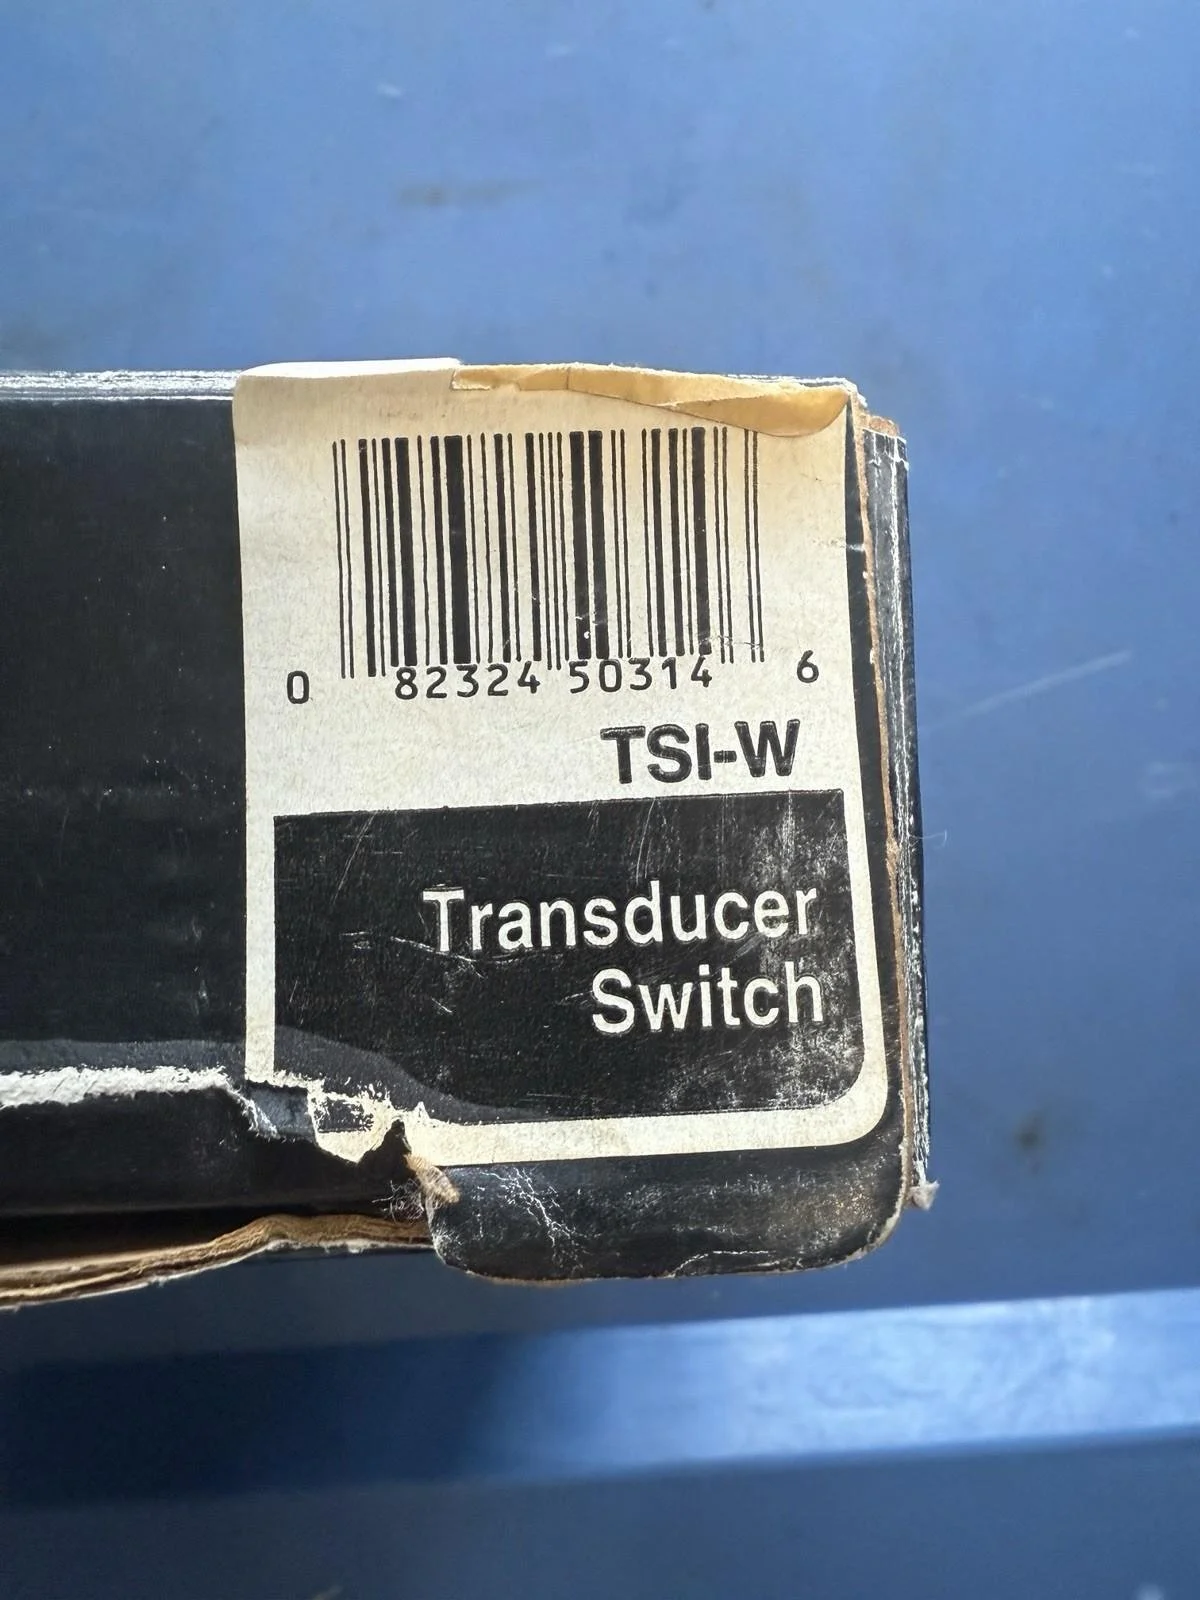 0 82324 50314 6
TSI-W
Transducer
Switch